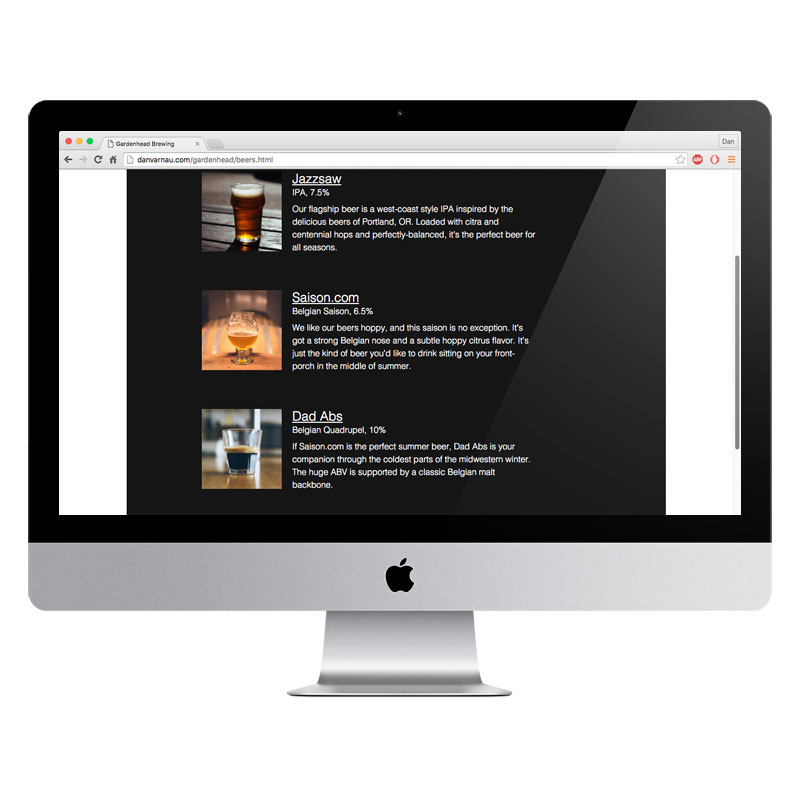 Gardenhead Brewing
Dan
danvarnau.com/gardenhead/beers.html
ABP
Jazzsaw
IPA, 7.5%
Our flagship beer is a west-coast style IPA inspired by the
delicious beers of Portland, OR. Loaded with citra and
centennial hops and perfectly-balanced, it's the perfect beer for
all seasons.
Saison.com
Belgian Saison, 6.5%
We like our beers hoppy, and this saison is no exception. It's
got a strong Belgian nose and a subtle hoppy citrus flavor. It's
just the kind of beer you'd like to drink sitting on your front-
porch in the middle of summer.
Dad Abs
Belgian Quadrupel, 10%
If Saison.com is the perfect summer beer, Dad Abs is your
companion through the coldest parts of the midwestern winter.
The huge ABV is supported by a classic Belgian malt
backbone.